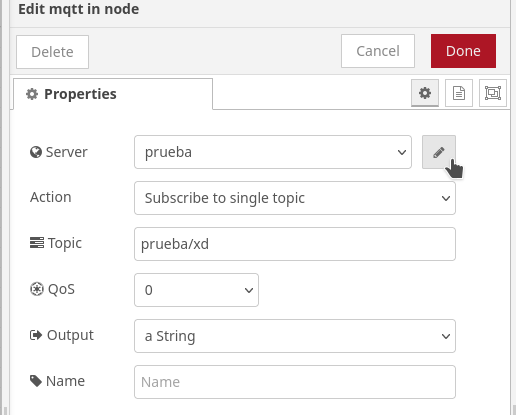 Edit mqtt in node
Delete
Cancel
Done
Properties
Server
prueba
Action
Subscribe to single topic
Topic
prueba/xd
QoS
0
Output
a String
Name
Name